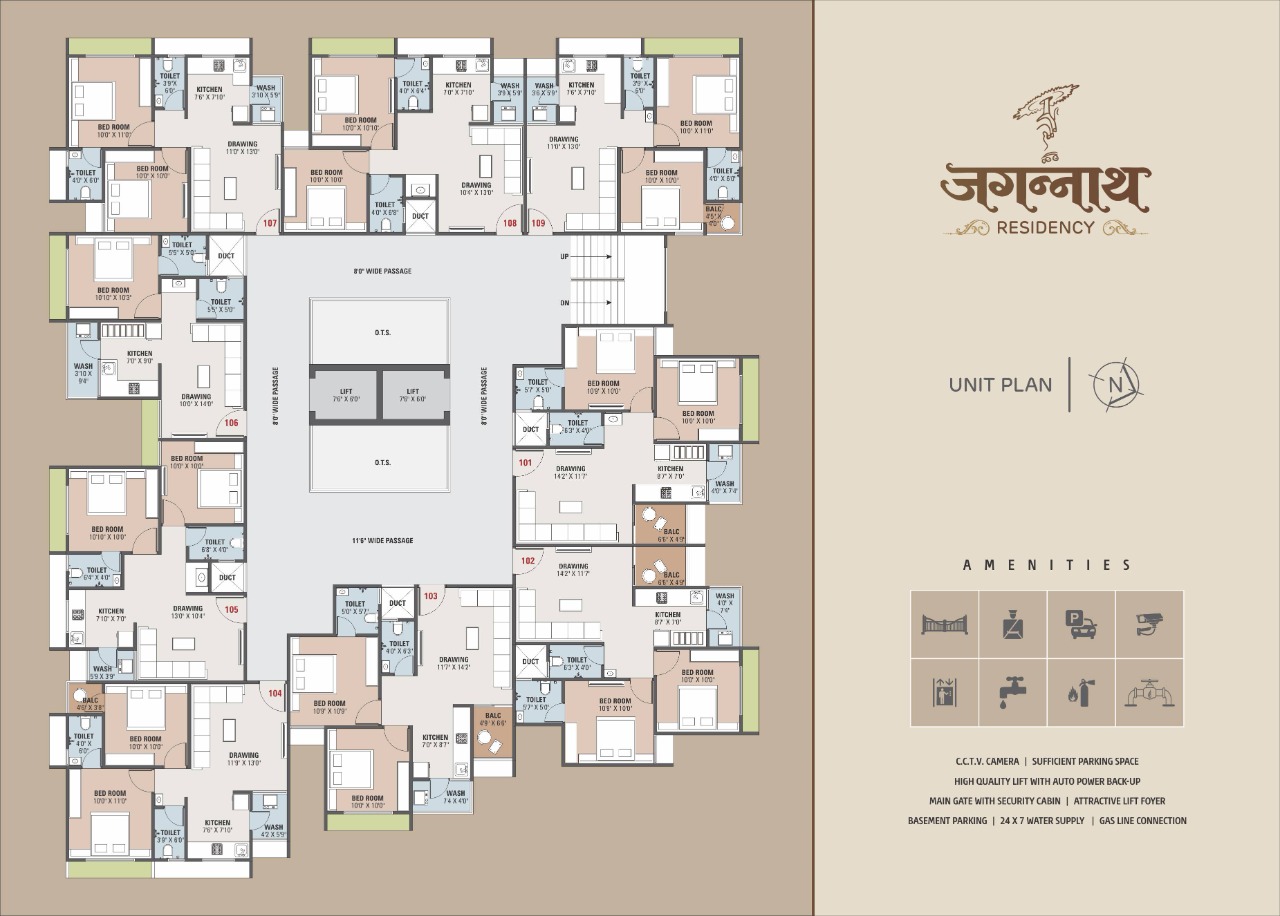 TOILET
3'9"X
6'0"
KITCHEN
7'6" X 7'10"
WASH
3'10 X 5'9"
BED ROOM
10'0" X 11'0"
DRAWING
11'0" X 13'0"
TOILET
4'0" X 6'0"
BED ROOM
10'0" X 10'0"
107
BED ROOM
10'0" X 10'10"
TOILET
4'0" X 6'4"
KITCHEN
7'0" X 7'10"
WASH
3'9 X 5'9"
BED ROOM
10'0" X 10'0"
TOILET
4'0" X 6'8"
DUCT
DRAWING
10'4" X 13'0"
108
WASH
3'6 X 5'9"
KITCHEN
7'6" X 7'10"
TOILET
3'9" X
5'0"
BED ROOM
10'0" X 11'0"
DRAWING
11'0" X 13'0"
BED ROOM
10'0" X 10'0"
TOILET
4'0" X 6'0"
BALC
109
TOILET
5'5" X 5'0"
DUCT
BED ROOM
10'10" X 10'3"
TOILET
5'5" X 5'0"
KITCHEN
7'0" X 9'0"
WASH
3'10 X
9'4"
DRAWING
10'0" X 14'0"
106
8'0" WIDE PASSAGE
UP
DN
O.T.S.
LIFT
7'6" X 6'0"
LIFT
7'6" X 6'0"
8'0" WIDE PASSAGE
8'0" WIDE PASSAGE
O.T.S.
11'6" WIDE PASSAGE
BED ROOM
10'9" X 10'0"
TOILET
5'7" X 5'0"
BED ROOM
10'0" X 10'0"
DUCT
TOILET
6'3" X 4'0"
101
DRAWING
14'2" X 11'7"
KITCHEN
8'7" X 7'0"
WASH
4'0" X 7'4"
BALC
6'6" X 4'9"
102
DRAWING
14'2" X 11'7"
BALC
6'6" X 4'9"
KITCHEN
8'7" X 7'0"
WASH
4'0" X
7'4"
DUCT
TOILET
6'3" X 4'0"
BED ROOM
10'0" X 10'0"
TOILET
5'7" X 5'0"
BED ROOM
10'6" X 10'0"
BED ROOM
10'0" X 10'0"
BED ROOM
10'10" X 10'0"
TOILET
6'8" X 4'0"
TOILET
6'4" X 4'0"
DUCT
KITCHEN
7'10" X 7'0"
DRAWING
13'0" X 10'4"
105
WASH
5'9 X 3'9"
BALC
4'6" X 3'8"
TOILET
4'0" X
6'0"
BED ROOM
10'0" X 10'0"
104
DRAWING
11'9" X 13'0"
BED ROOM
10'0" X 11'0"
TOILET
3'9" X 6'0"
KITCHEN
7'6" X 7'10"
WASH
4'2 X 5'9"
TOILET
5'0" X 5'7"
DUCT
103
TOILET
4'0" X 6'3"
DRAWING
11'7" X 14'2"
BED ROOM
10'9" X 10'9"
BALC
4'9" X 6'6"
KITCHEN
7'0" X 8'7"
BED ROOM
10'0" X 10'0"
WASH
7'4 X 4'0"
जगन्नाथ
RESIDENCY
UNIT PLAN
N
AMENITIES
P
C.C.T.V. CAMERA | SUFFICIENT PARKING SPACE
HIGH QUALITY LIFT WITH AUTO POWER BACK-UP
MAIN GATE WITH SECURITY CABIN | ATTRACTIVE LIFT FOYER
BASEMENT PARKING | 24 X 7 WATER SUPPLY | GAS LINE CONNECTION